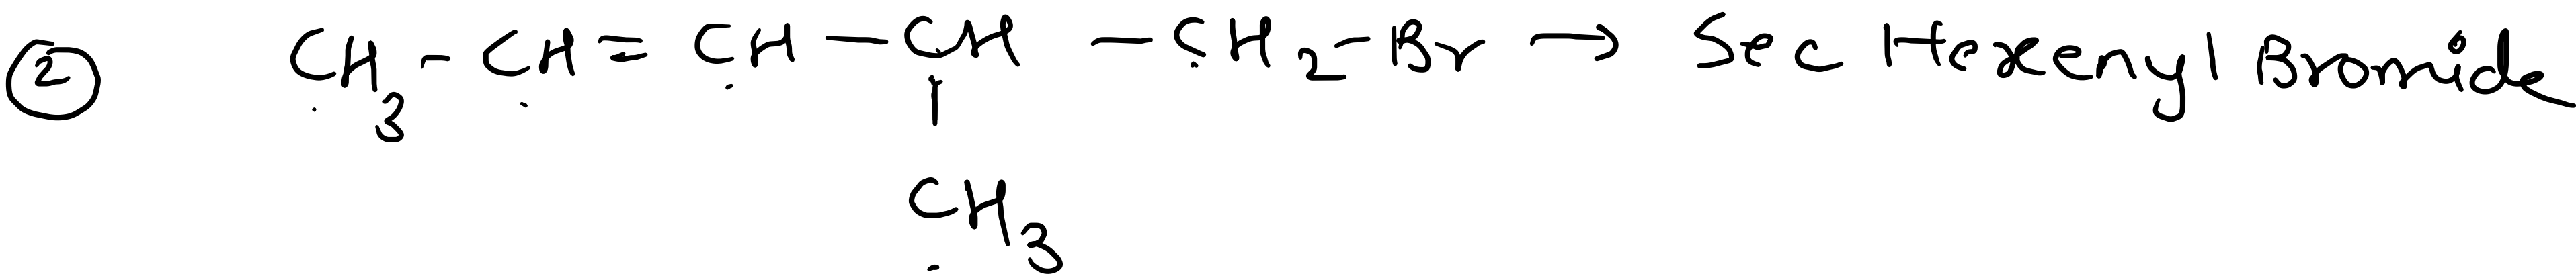 ② CH3 - CH = CH — CH — CH2 — Br → Sec Hexenyl Bromide
|
CH3